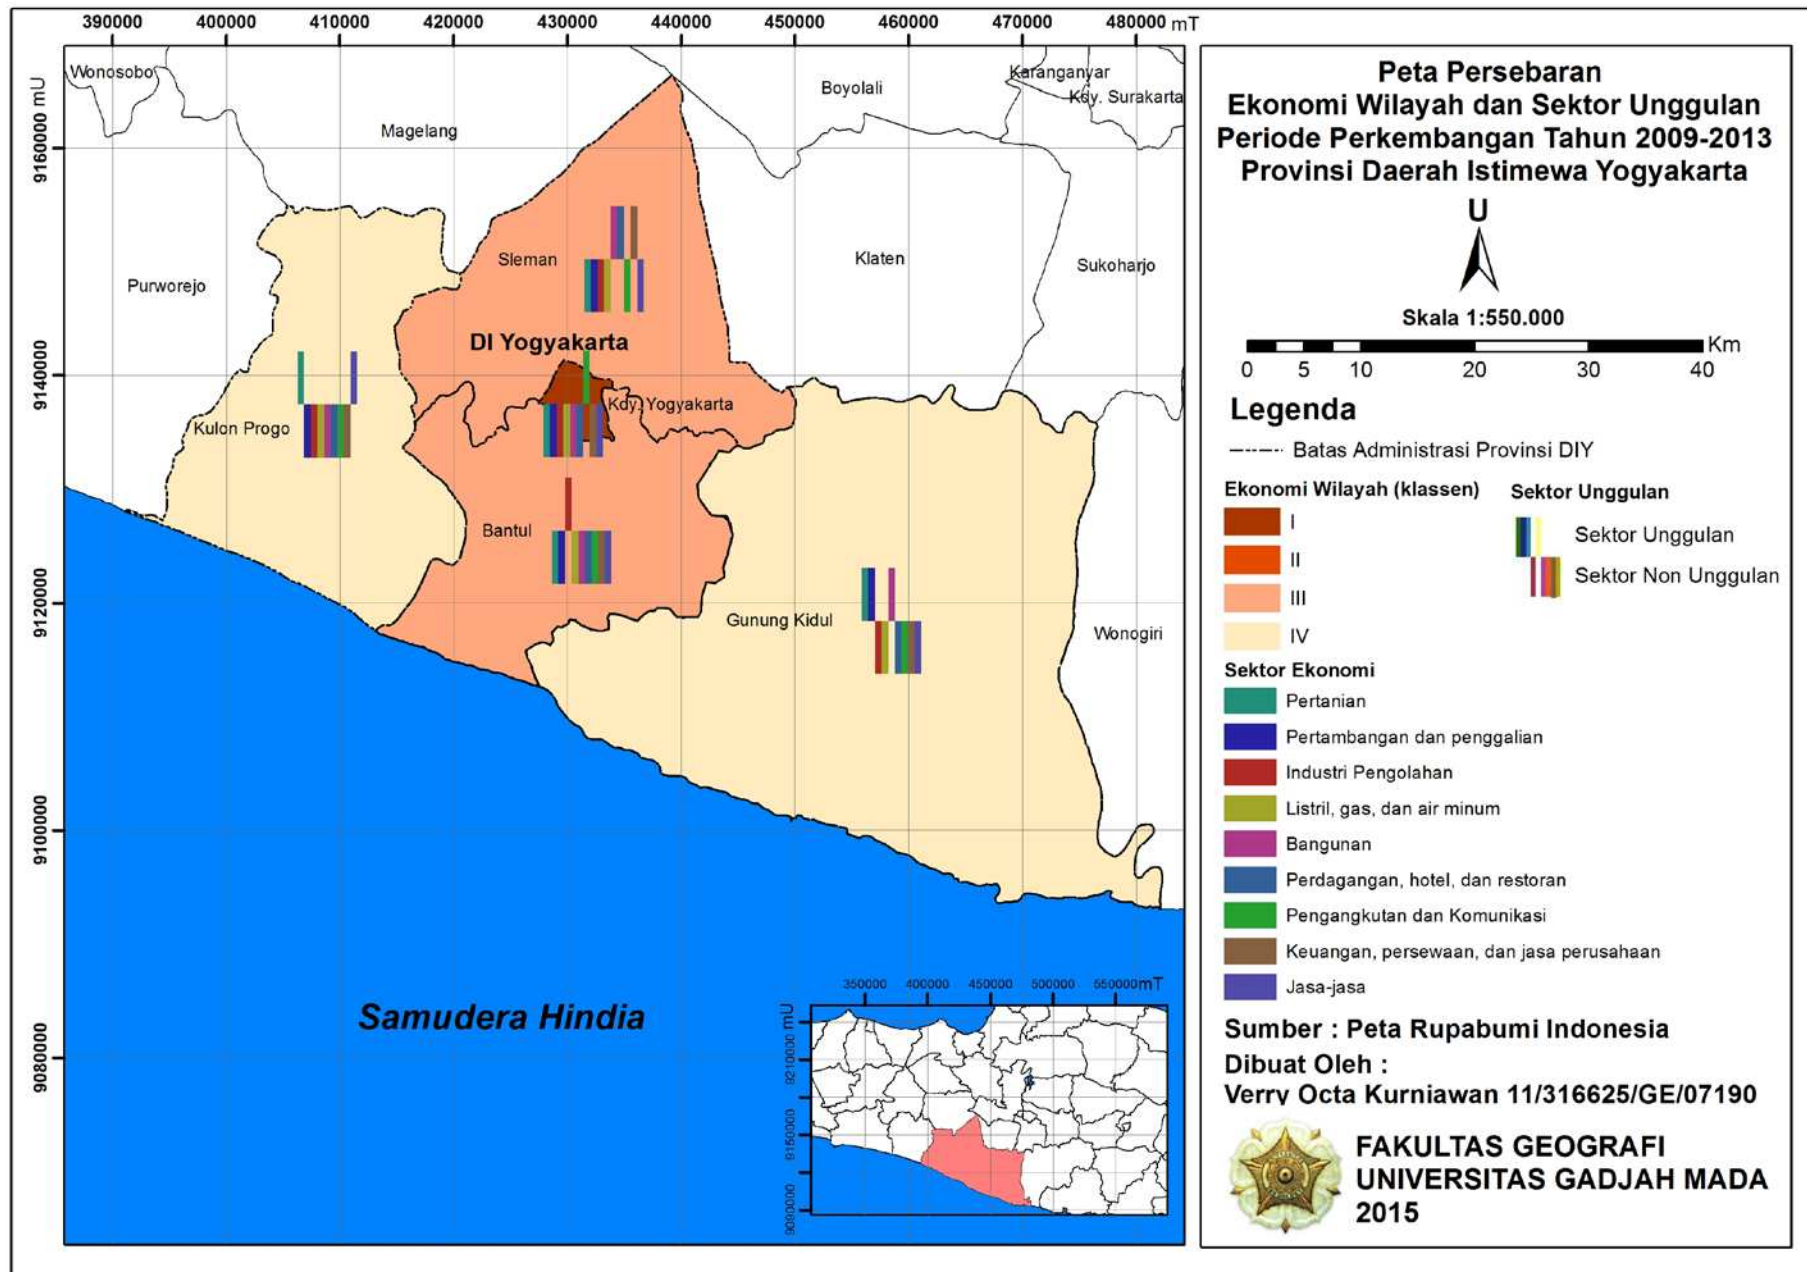 390000 400000 410000 420000 430000 440000 450000 460000 470000 480000 mT
9160000 mU
9140000
9120000
9100000
9080000
Wonosobo
Magelang
Boyolali
Karanganyar
Kdy. Surakarta
Purworejo
Sleman
Klaten
Sukoharjo
DI Yogyakarta
Kdy. Yogyakarta
Kulon Progo
Bantul
Gunung Kidul
Wonogiri
Samudera Hindia
350000 400000 450000 500000 550000 mT
9210000 mU
9150000
9090000
Peta Persebaran
Ekonomi Wilayah dan Sektor Unggulan
Periode Perkembangan Tahun 2009-2013
Provinsi Daerah Istimewa Yogyakarta
U
Skala 1:550.000
Km
0 5 10 20 30 40
Legenda
Batas Administrasi Provinsi DIY
Ekonomi Wilayah (klassen)
I
II
III
IV
Sektor Unggulan
Sektor Unggulan
Sektor Non Unggulan
Sektor Ekonomi
Pertanian
Pertambangan dan penggalian
Industri Pengolahan
Listril, gas, dan air minum
Bangunan
Perdagangan, hotel, dan restoran
Pengangkutan dan Komunikasi
Keuangan, persewaan, dan jasa perusahaan
Jasa-jasa
Sumber : Peta Rupabumi Indonesia
Dibuat Oleh :
Verry Octa Kurniawan 11/316625/GE/07190
FAKULTAS GEOGRAFI
UNIVERSITAS GADJAH MADA
2015